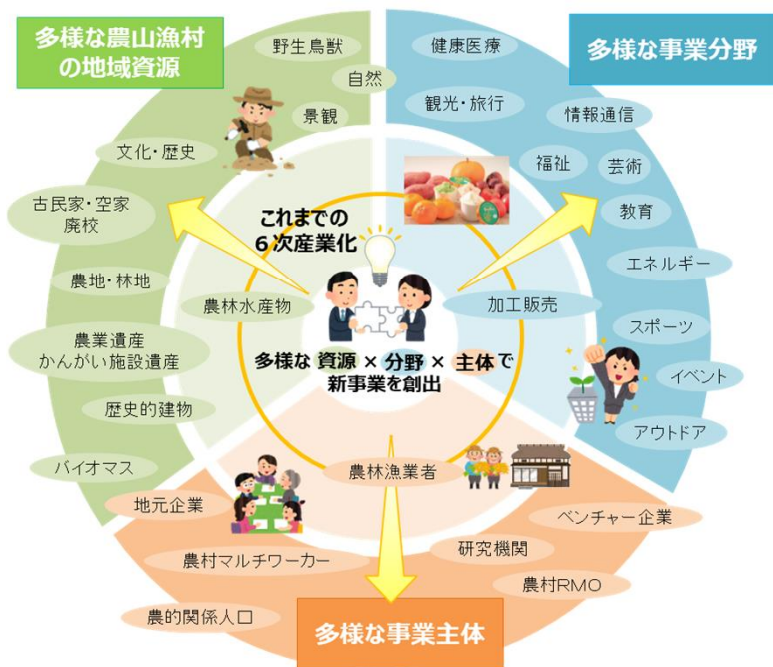 多様な農山漁村
の地域資源
野生鳥獣
自然
景観
文化・歴史
古民家・空家
廃校
農地・林地
農業遺産
かんがい施設遺産
歴史的建物
バイオマス
多様な事業分野
健康医療
観光・旅行
情報通信
福祉
芸術
教育
エネルギー
スポーツ
イベント
アウトドア
これまでの
6次産業化
農林水産物
加工販売
多様な 資源 × 分野 × 主体 で
新事業を創出
農林漁業者
地元企業
農村マルチワーカー
農的関係人口
ベンチャー企業
研究機関
農村RMO
多様な事業主体